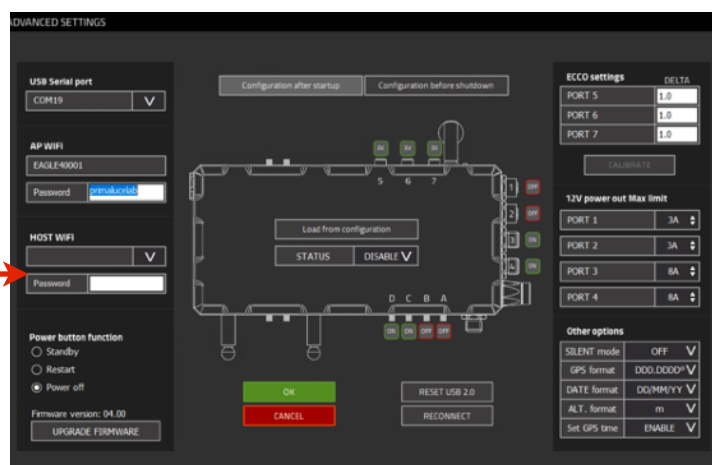 ADVANCED SETTINGS
USB Serial port
COM19
AP WIFI
EAGLE40001
Password primalucelab
HOST WIFI
Password
Power button function
Standby
Restart
Power off
Firmware version: 04.00
UPGRADE FIRMWARE
Configuration after startup Configuration before shutdown
3V 3V 3V
5 6 7
1 OFF
2 OFF
3 ON
4 ON
Load from configuration
STATUS DISABLE
D C B A
ON ON OFF OFF
OK RESET USB 2.0
CANCEL RECONNECT
ECCO settings DELTA
PORT 5 1.0
PORT 6 1.0
PORT 7 1.0
CALIBRATE
12V power out Max limit
PORT 1 3A
PORT 2 3A
PORT 3 8A
PORT 4 8A
Other options
SILENT mode OFF
GPS format DDD.DDDD°
DATE format DD/MM/YY
ALT. format m
Set GPS time ENABLE